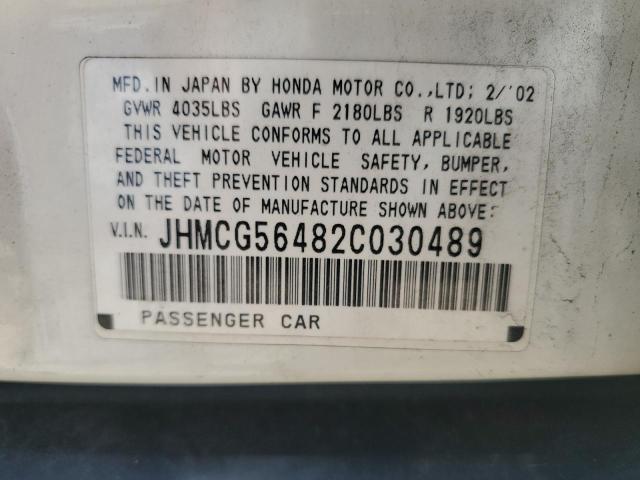 MFD. IN JAPAN BY HONDA MOTOR CO.,LTD; 2/'02
GVWR 4035LBS GAWR F 2180LBS R 1920LBS
THIS VEHICLE CONFORMS TO ALL APPLICABLE
FEDERAL MOTOR VEHICLE SAFETY, BUMPER,
AND THEFT PREVENTION STANDARDS IN EFFECT
ON THE DATE OF MANUFACTURE SHOWN ABOVE:
V.I.N. JHMCG56482C030489
PASSENGER CAR